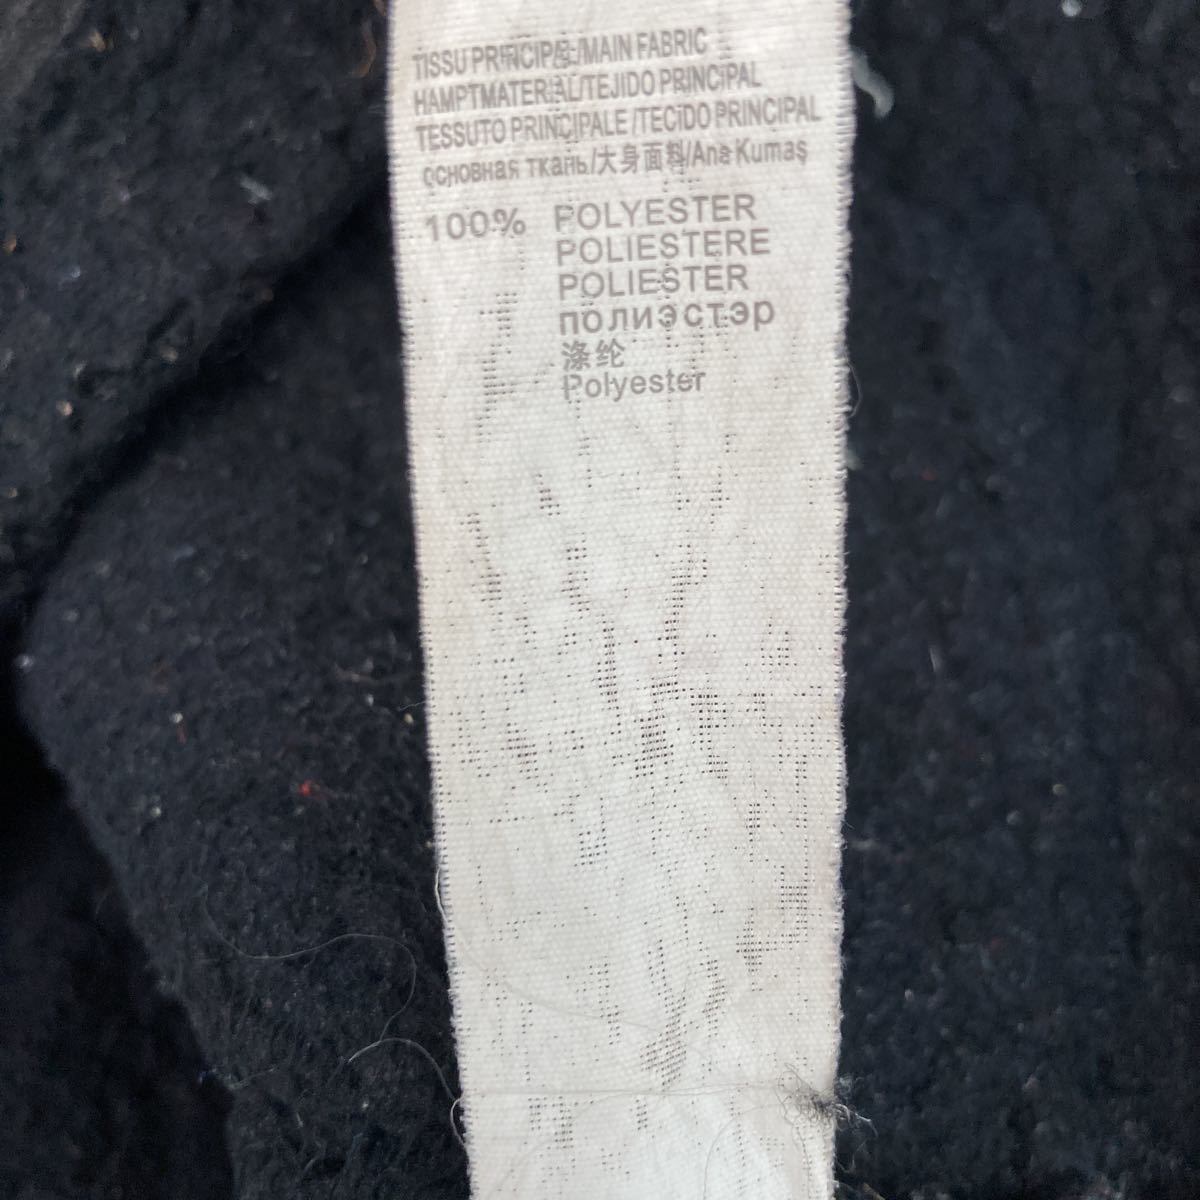 TISSU PRINCIPAL/MAIN FABRIC
HAMPTMATERIAL/TEJIDO PRINCIPAL
TESSUTO PRINCIPALE/TECIDO PRINCIPAL
основная ткань/大身面料/Ana Kumaş
100% POLYESTER
POLIESTERE
POLIESTER
полиэстэр
涤纶
Polyester